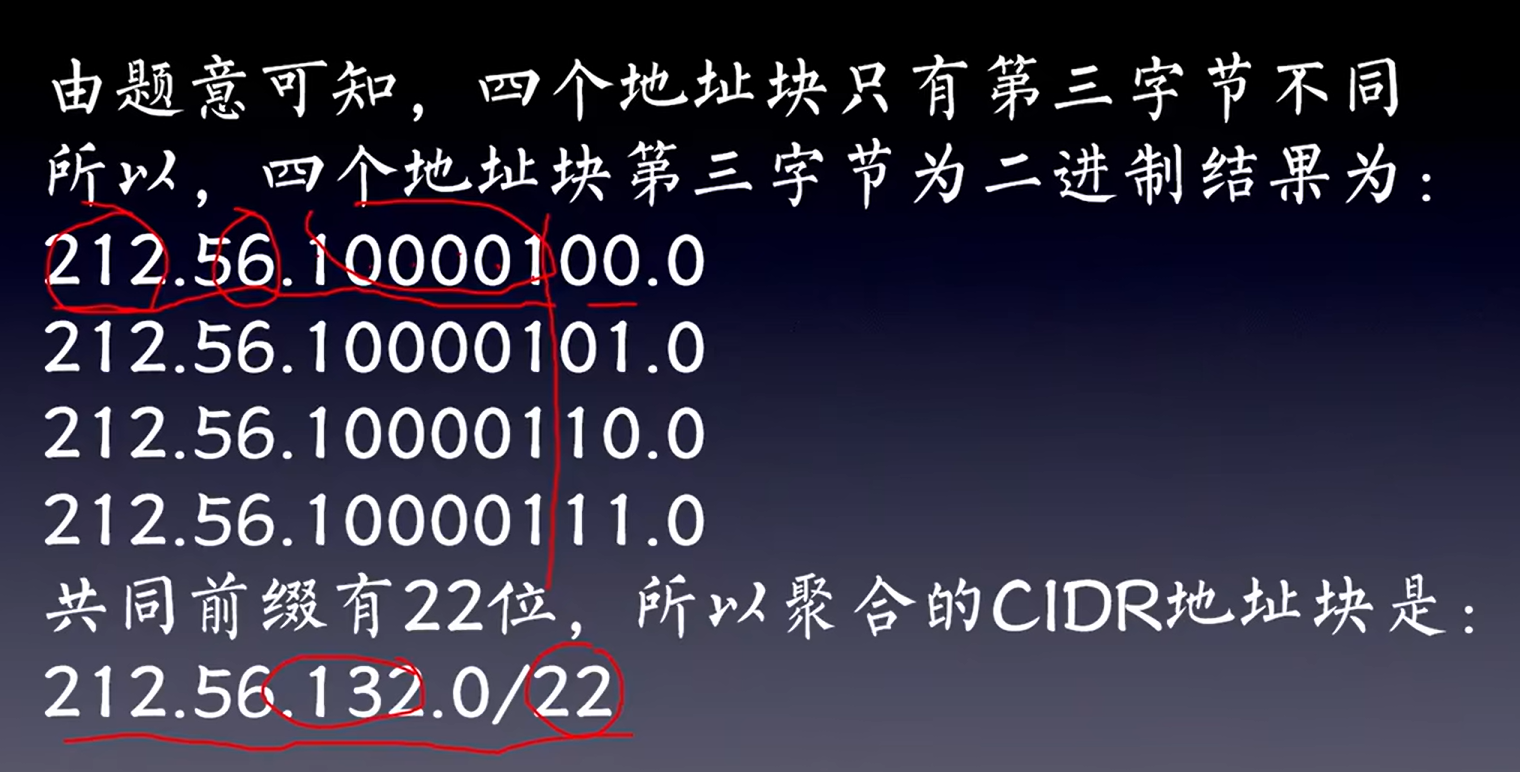 由题意可知，四个地址块只有第三字节不同
所以，四个地址块第三字节为二进制结果为：
212.56.10000100.0
212.56.10000101.0
212.56.10000110.0
212.56.10000111.0
共同前缀有22位，所以聚合的CIDR地址块是：
212.56.132.0/22